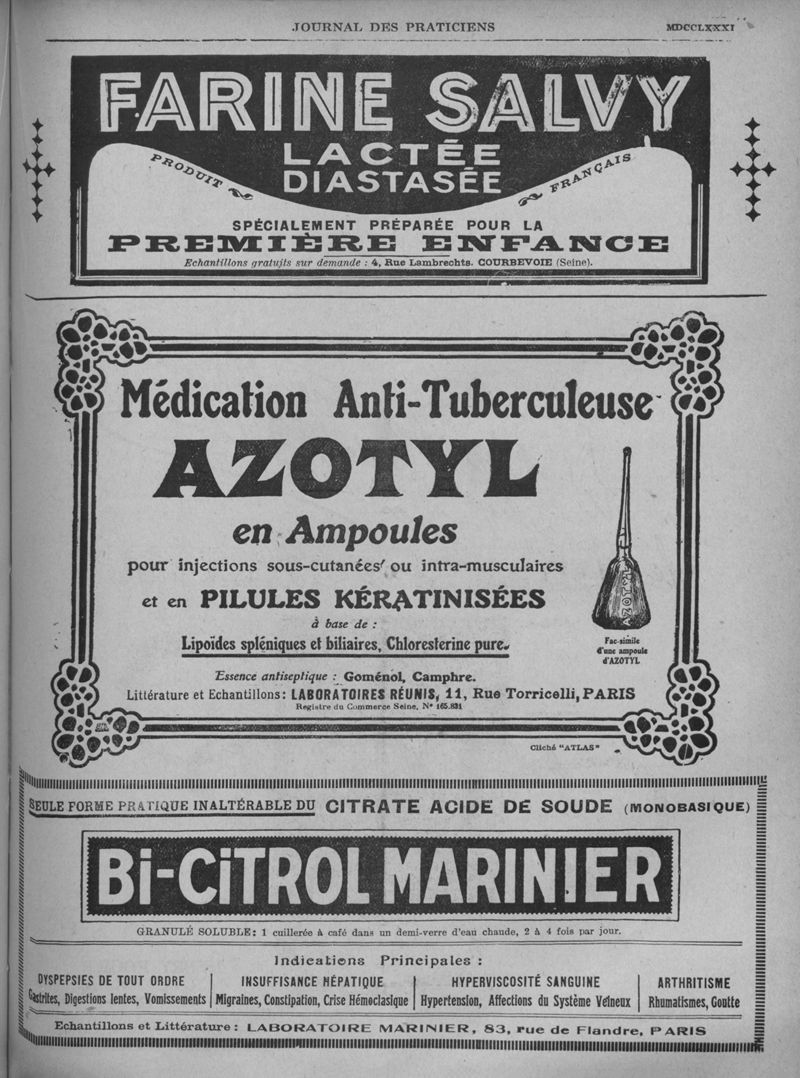 JOURNAL DES PRATICIENS MDCCLXXXI
FARINE SALVY
LACTÉE
DIASTASÉE
PRODUIT FRANÇAIS
SPÉCIALEMENT PRÉPARÉE POUR LA
PREMIÈRE ENFANCE
Echantillons gratuits sur demande : 4, Rue Lambrechts. COURBEVOIE (Seine).
Médication Anti-Tuberculeuse
AZOTYL
en Ampoules
pour injections sous-cutanées ou intra-musculaires
et en PILULES KÉRATINISÉES
à base de :
Lipoïdes spléniques et biliaires, Chloresterine pure.
AZOTYL
Fac-simile
d'une ampoule
d'AZOTYL
Essence antiseptique : Goménol, Camphre.
Littérature et Echantillons : LABORATOIRES RÉUNIS, 11, Rue Torricelli, PARIS
Registre du Commerce Seine, N° 165.831
Cliché "ATLAS"
SEULE FORME PRATIQUE INALTÉRABLE DU CITRATE ACIDE DE SOUDE (MONOBASIQUE)
Bi-CiTROL MARINIER
GRANULÉ SOLUBLE : 1 cuillerée à café dans un demi-verre d'eau chaude, 2 à 4 fois par jour.
Indications Principales :
DYSPEPSIES DE TOUT ORDRE
Gastrites, Digestions lentes, Vomissements
INSUFFISANCE HÉPATIQUE
Migraines, Constipation, Crise Hémoclasique
HYPERVISCOSITÉ SANGUINE
Hypertension, Affections du Système Veineux
ARTHRITISME
Rhumatismes, Goutte
Echantillons et Littérature : LABORATOIRE MARINIER, 83, rue de Flandre, PARIS